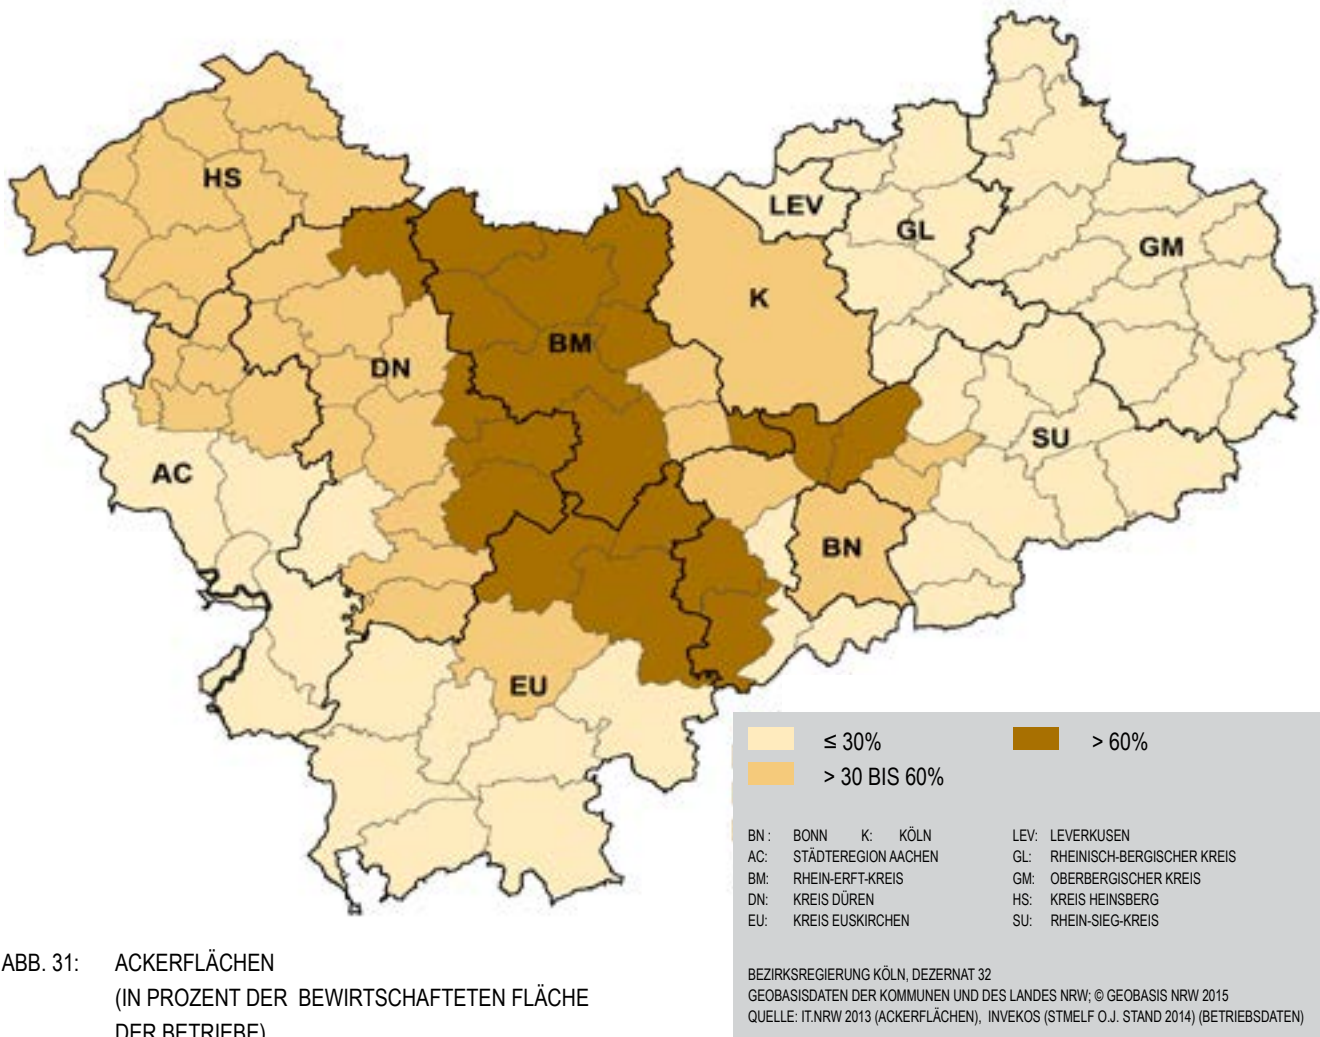 HS
LEV
GL
GM
K
BM
DN
SU
AC
BN
EU
≤ 30%
> 60%
> 30 BIS 60%
BN : BONN K: KÖLN LEV: LEVERKUSEN
AC: STÄDTEREGION AACHEN GL: RHEINISCH-BERGISCHER KREIS
BM: RHEIN-ERFT-KREIS GM: OBERBERGISCHER KREIS
DN: KREIS DÜREN HS: KREIS HEINSBERG
EU: KREIS EUSKIRCHEN SU: RHEIN-SIEG-KREIS
BEZIRKSREGIERUNG KÖLN, DEZERNAT 32
GEOBASISDATEN DER KOMMUNEN UND DES LANDES NRW; © GEOBASIS NRW 2015
QUELLE: IT.NRW 2013 (ACKERFLÄCHEN), INVEKOS (STMELF O.J. STAND 2014) (BETRIEBSDATEN)
ABB. 31: ACKERFLÄCHEN
(IN PROZENT DER BEWIRTSCHAFTETEN FLÄCHE
DER BETRIEBE)